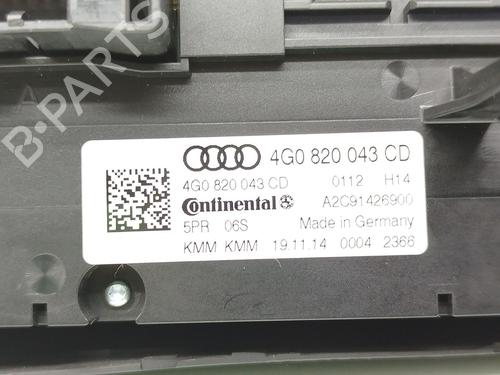 B-PARTS
4G0 820 043 CD
4G0 820 043 CD 0112 H14
Continental A2C91426900
5PR 06S Made in Germany
KMM KMM 19.11.14 0004 2366